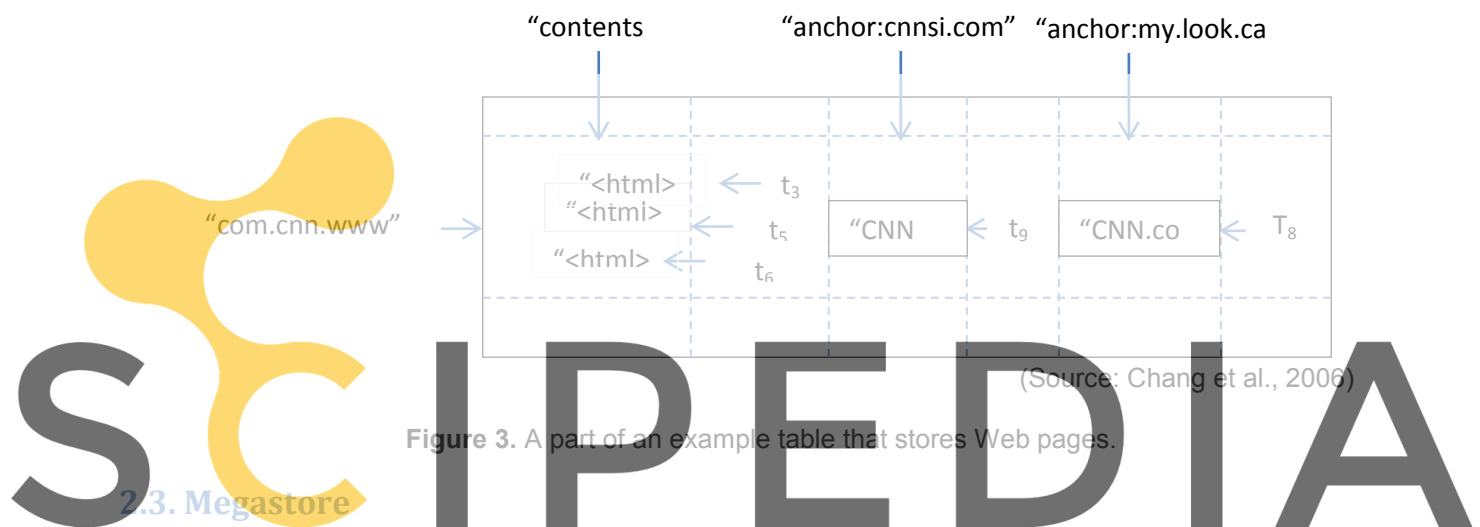 “contents “anchor:cnnsi.com” “anchor:my.look.ca
“<html> t3
“<html>
“com.cnn.www” t5 “CNN t9 “CNN.co T8
“<html> t6
(Source: Chang et al., 2006)
Figure 3. A part of an example table that stores Web pages.
2.3. Megastore
SCIPEDIA